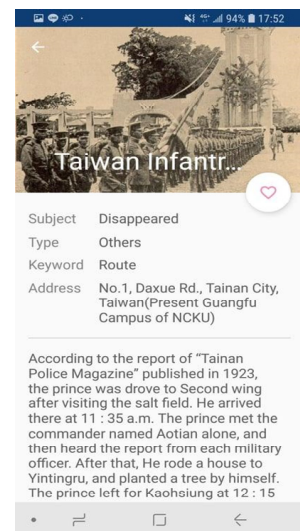 94% 17:52
Taiwan Infantr...
Subject Disappeared
Type Others
Keyword Route
Address No.1, Daxue Rd., Tainan City,
Taiwan(Present Guangfu
Campus of NCKU)
According to the report of "Tainan
Police Magazine" published in 1923,
the prince was drove to Second wing
after visiting the salt field. He arrived
there at 11 : 35 a.m. The prince met the
commander named Aotian alone, and
then heard the report from each military
officer. After that, He rode a house to
Yintingru, and planted a tree by himself.
The prince left for Kaohsiung at 12 : 15